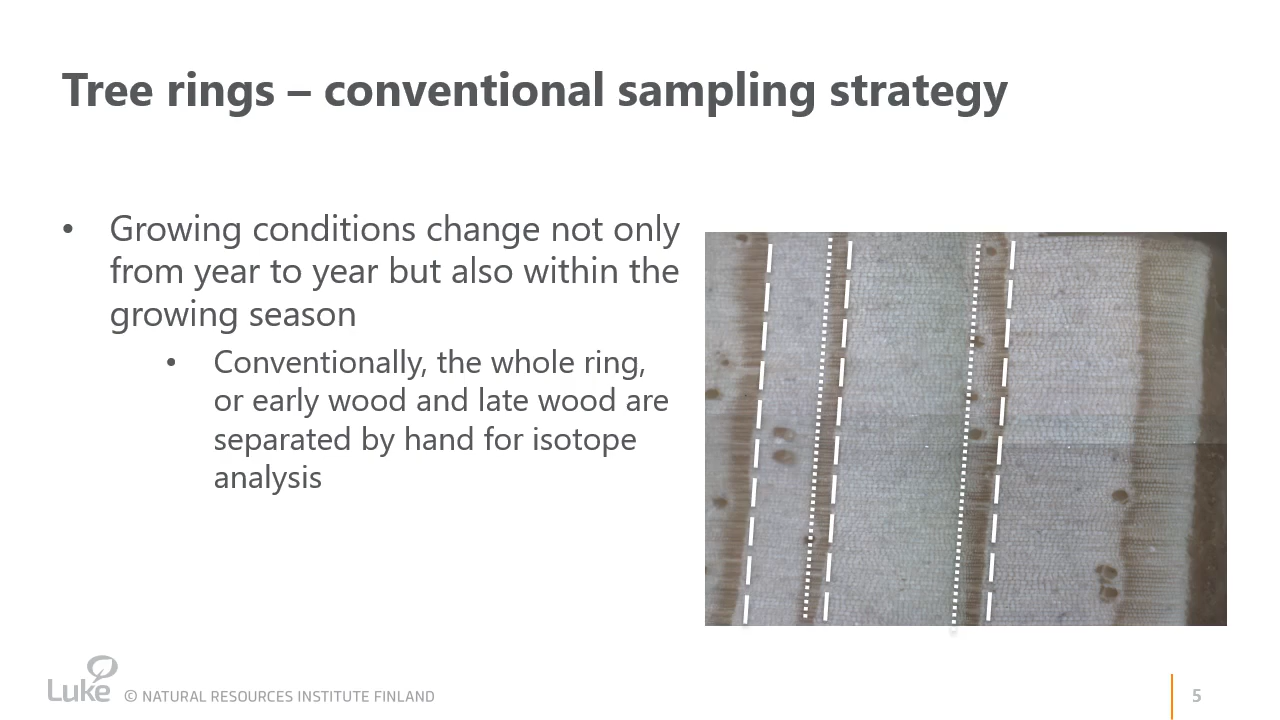 Tree rings – conventional sampling strategy
• Growing conditions change not only
from year to year but also within the
growing season
• Conventionally, the whole ring,
or early wood and late wood are
separated by hand for isotope
analysis
Luke © NATURAL RESOURCES INSTITUTE FINLAND
5